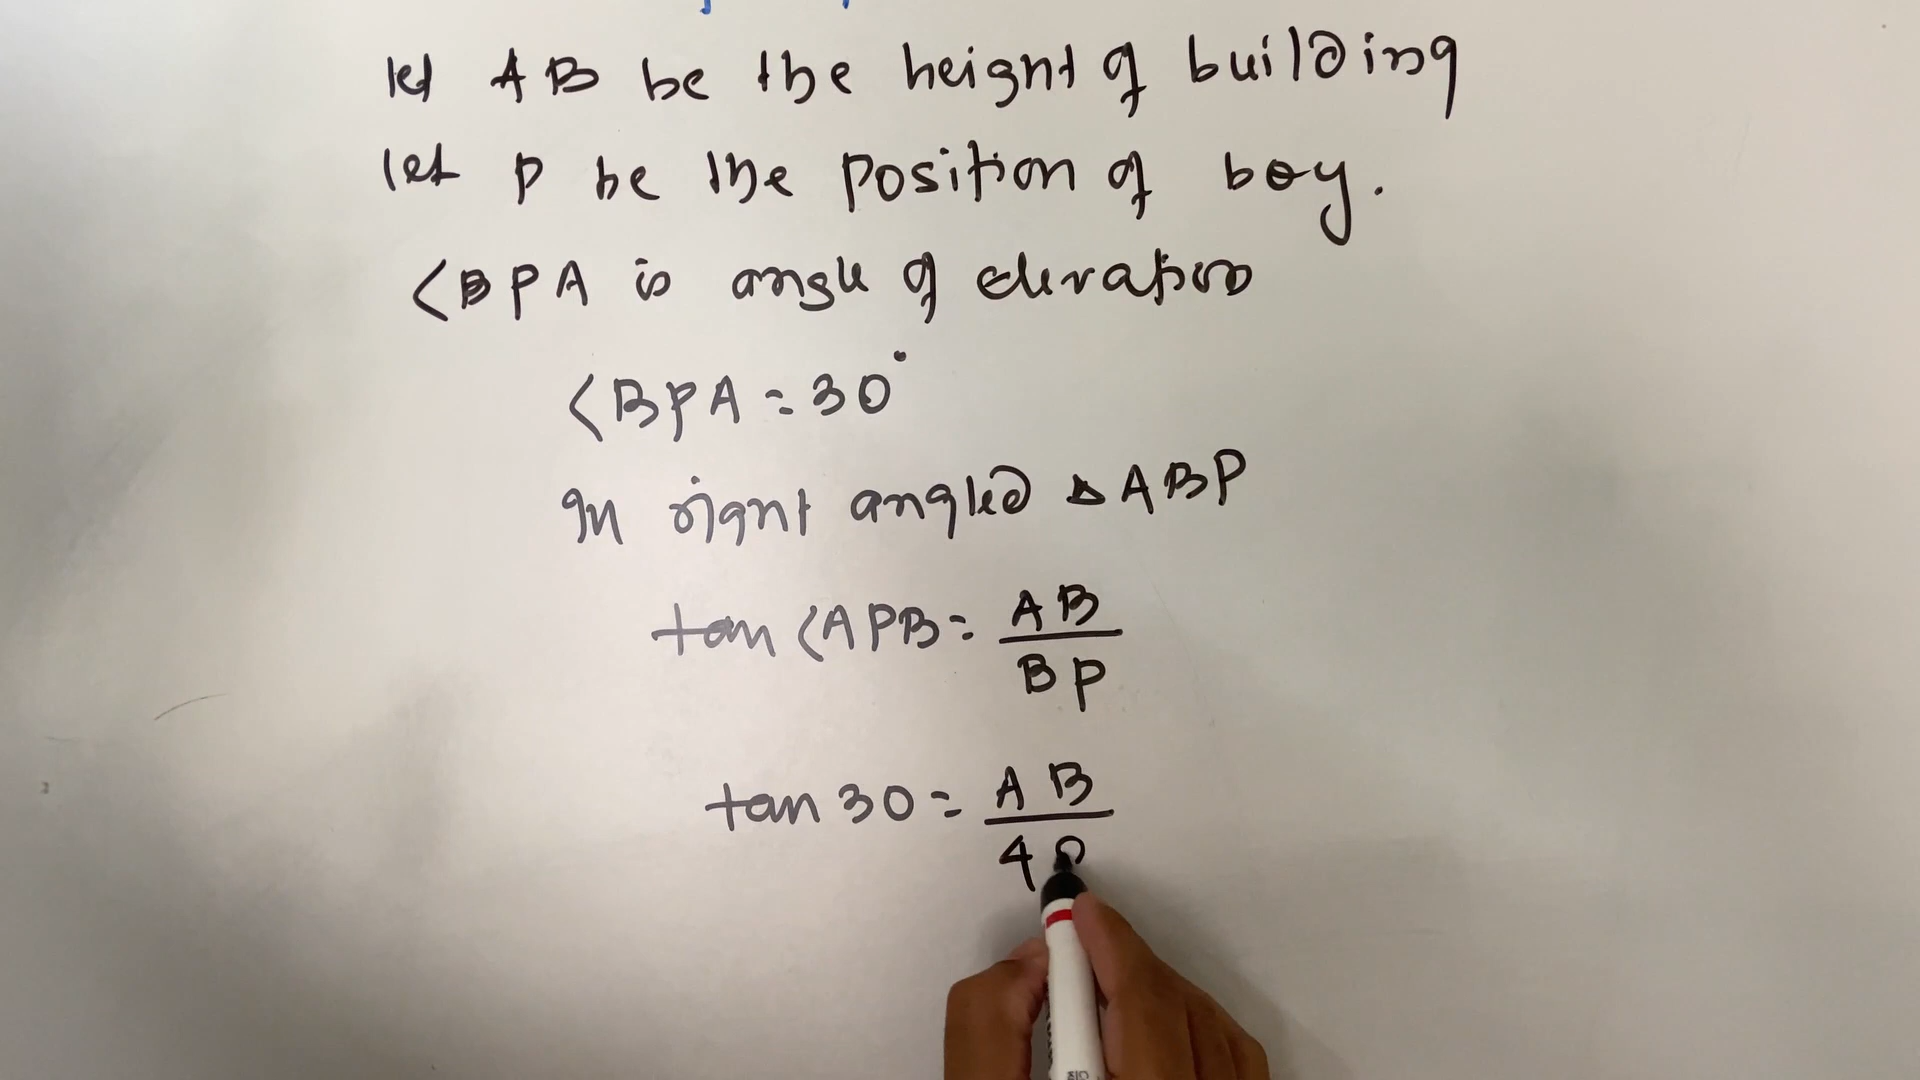 let AB be the height of building
let P be the position of boy.
<BPA is angle of elevation
<BPA = 30°
In right angled △ABP
tan <APB = AB
BP
tan 30 = AB
40